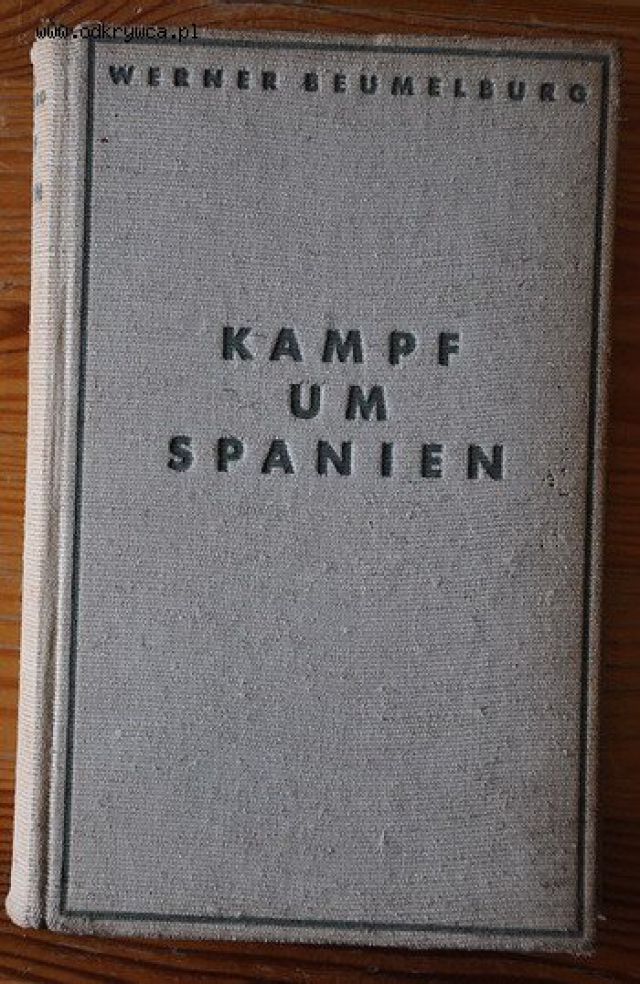 www.odkrywca.pl
WERNER BEUMELBURG
KAMPF
UM
SPANIEN